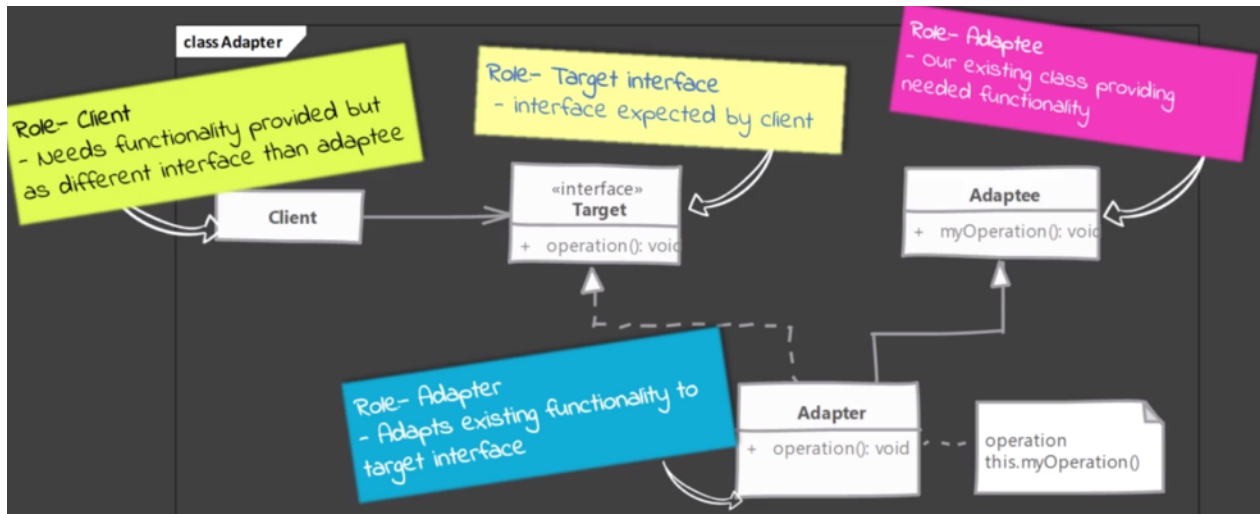 class Adapter
Role- Client
- Needs functionality provided but
as different interface than adaptee
Role- Target interface
- interface expected by client
Role- Adaptee
- Our existing class providing
needed functionality
Client
«interface»
Target
+ operation(): void
Adaptee
+ myOperation(): void
Role- Adapter
- Adapts existing functionality to
target interface
Adapter
+ operation(): void
operation
this.myOperation()